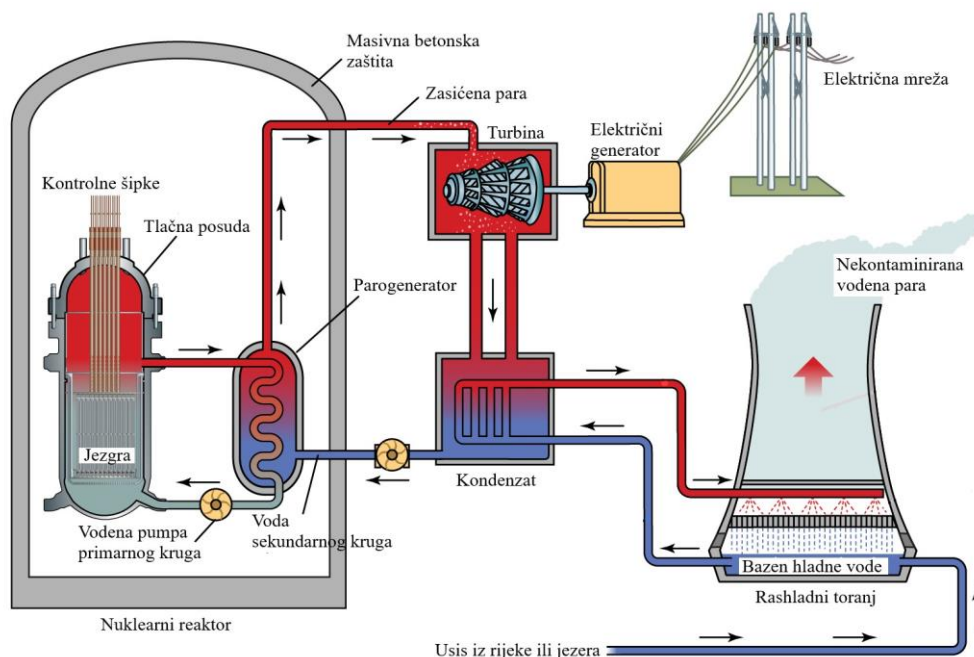 Masivna betonska
zaštita
Zasićena para
Turbina
Električni
generator
Električna mreža
Kontrolne šipke
Tlačna posuda
Parogenerator
Nekontaminirana
vodena para
Jezgra
Vodena pumpa
primarnog kruga
Voda
sekundarnog kruga
Kondenzat
Bazen hladne vode
Rashladni toranj
Nuklearni reaktor
Usis iz rijeke ili jezera